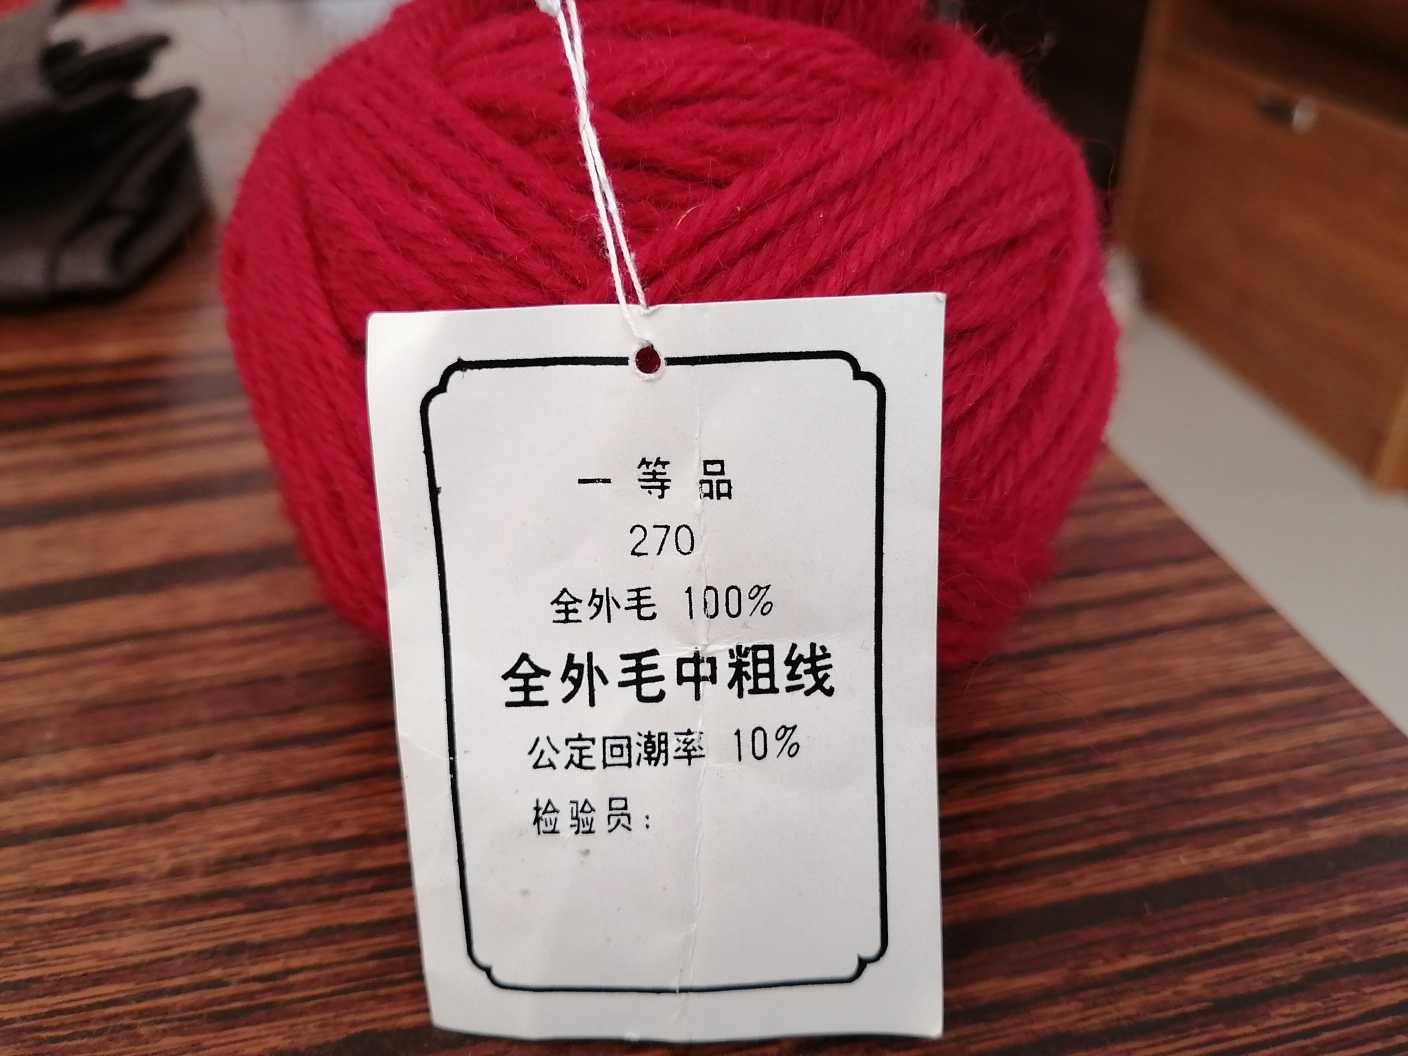 一等品
270
全外毛 100%
全外毛中粗线
公定回潮率 10%
检验员: